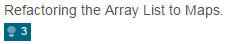 Refactoring the Array List to Maps.
3